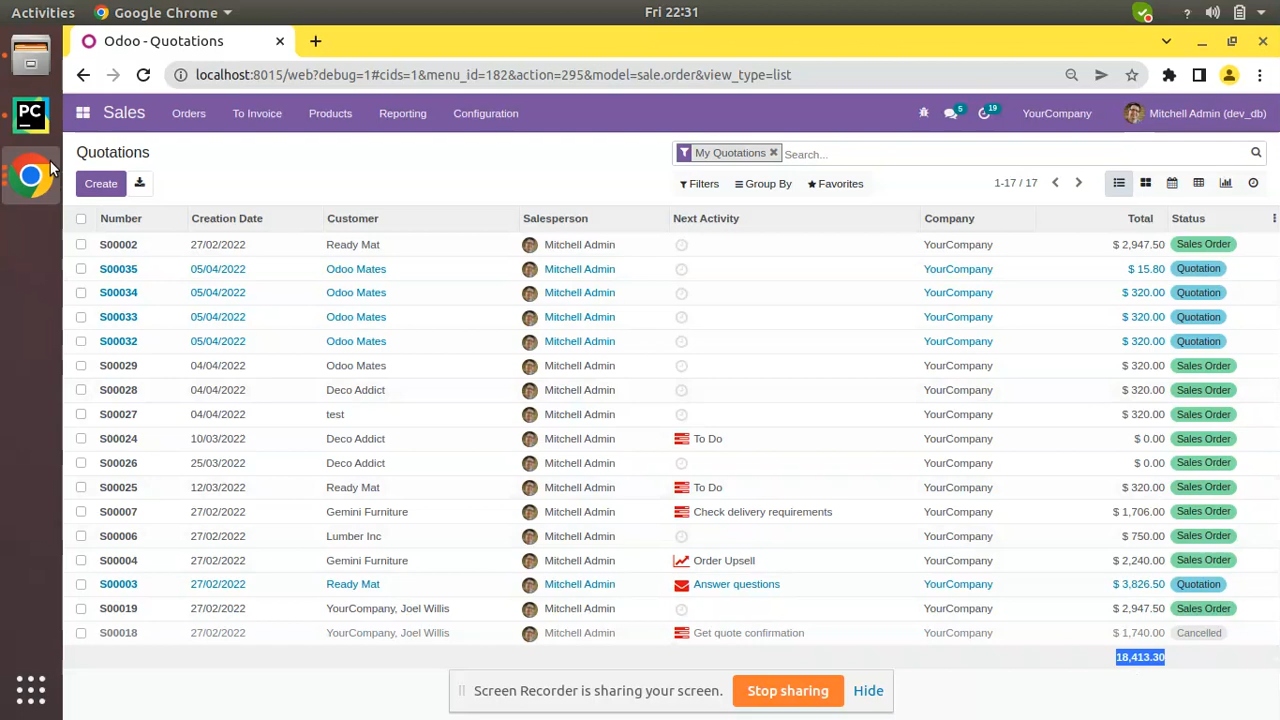 Activities Google Chrome Fri 22:31
Odoo - Quotations
localhost:8015/web?debug=1#cids=1&menu_id=182&action=295&model=sale.order&view_type=list
PC
Sales Orders To Invoice Products Reporting Configuration 5 19 YourCompany Mitchell Admin (dev_db)
Quotations My Quotations Search...
Create Filters Group By Favorites 1-17 / 17
Number Creation Date Customer Salesperson Next Activity Company Total Status
S00002 27/02/2022 Ready Mat Mitchell Admin YourCompany $ 2,947.50 Sales Order
S00035 05/04/2022 Odoo Mates Mitchell Admin YourCompany $ 15.80 Quotation
S00034 05/04/2022 Odoo Mates Mitchell Admin YourCompany $ 320.00 Quotation
S00033 05/04/2022 Odoo Mates Mitchell Admin YourCompany $ 320.00 Quotation
S00032 05/04/2022 Odoo Mates Mitchell Admin YourCompany $ 320.00 Quotation
S00029 04/04/2022 Odoo Mates Mitchell Admin YourCompany $ 320.00 Sales Order
S00028 04/04/2022 Deco Addict Mitchell Admin YourCompany $ 320.00 Sales Order
S00027 04/04/2022 test Mitchell Admin YourCompany $ 320.00 Sales Order
S00024 10/03/2022 Deco Addict Mitchell Admin To Do YourCompany $ 0.00 Sales Order
S00026 25/03/2022 Deco Addict Mitchell Admin YourCompany $ 0.00 Sales Order
S00025 12/03/2022 Ready Mat Mitchell Admin To Do YourCompany $ 320.00 Sales Order
S00007 27/02/2022 Gemini Furniture Mitchell Admin Check delivery requirements YourCompany $ 1,706.00 Sales Order
S00006 27/02/2022 Lumber Inc Mitchell Admin YourCompany $ 750.00 Sales Order
S00004 27/02/2022 Gemini Furniture Mitchell Admin Order Upsell YourCompany $ 2,240.00 Sales Order
S00003 27/02/2022 Ready Mat Mitchell Admin Answer questions YourCompany $ 3,826.50 Quotation
S00019 27/02/2022 YourCompany, Joel Willis Mitchell Admin YourCompany $ 2,947.50 Sales Order
S00018 27/02/2022 YourCompany, Joel Willis Mitchell Admin Get quote confirmation YourCompany $ 1,740.00 Cancelled
18,413.30
Screen Recorder is sharing your screen. Stop sharing Hide